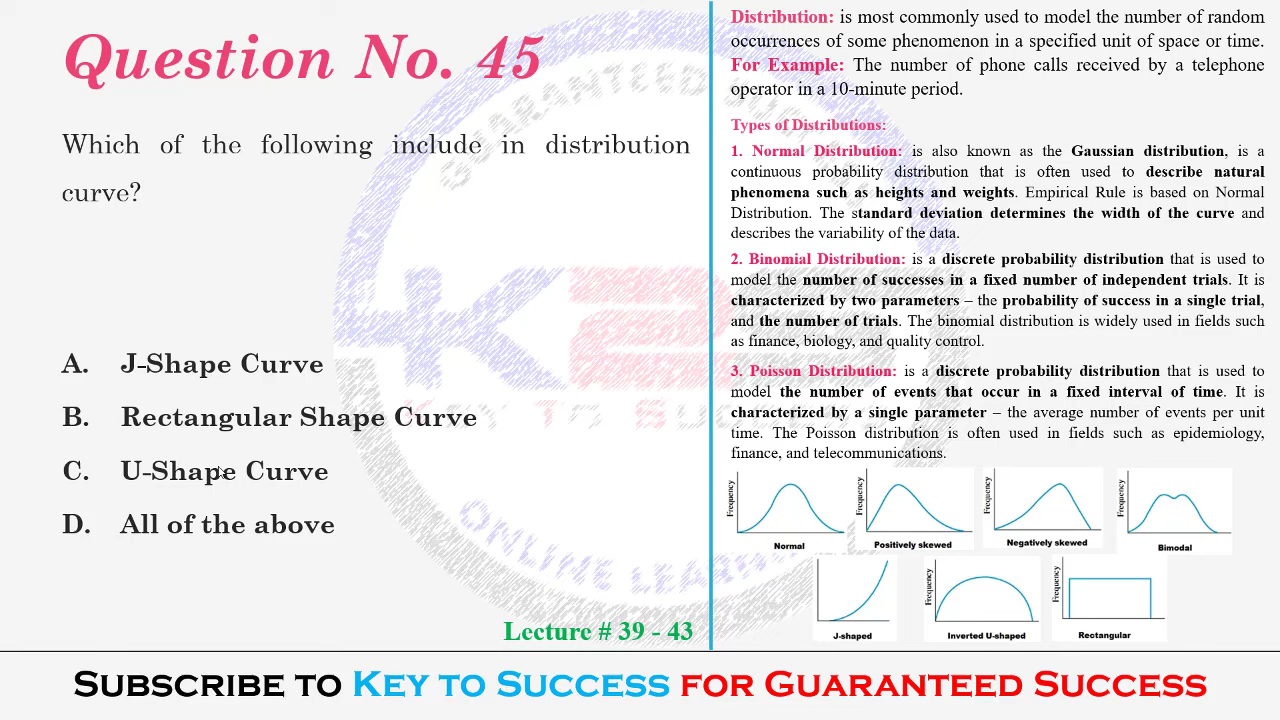 Question No. 45
Which of the following include in distribution
curve?
A. J-Shape Curve
B. Rectangular Shape Curve
C. U-Shape Curve
D. All of the above
Lecture # 39 - 43
Distribution: is most commonly used to model the number of random
occurrences of some phenomenon in a specified unit of space or time.
For Example: The number of phone calls received by a telephone
operator in a 10-minute period.
Types of Distributions:
1. Normal Distribution: is also known as the Gaussian distribution, is a
continuous probability distribution that is often used to describe natural
phenomena such as heights and weights. Empirical Rule is based on Normal
Distribution. The standard deviation determines the width of the curve and
describes the variability of the data.
2. Binomial Distribution: is a discrete probability distribution that is used to
model the number of successes in a fixed number of independent trials. It is
characterized by two parameters – the probability of success in a single trial,
and the number of trials. The binomial distribution is widely used in fields such
as finance, biology, and quality control.
3. Poisson Distribution: is a discrete probability distribution that is used to
model the number of events that occur in a fixed interval of time. It is
characterized by a single parameter – the average number of events per unit
time. The Poisson distribution is often used in fields such as epidemiology,
finance, and telecommunications.
Frequency
Normal
Frequency
Positively skewed
Frequency
Negatively skewed
Frequency
Bimodal
J-shaped
Frequency
Inverted U-shaped
Frequency
Rectangular
SUBSCRIBE TO KEY TO SUCCESS FOR GUARANTEED SUCCESS